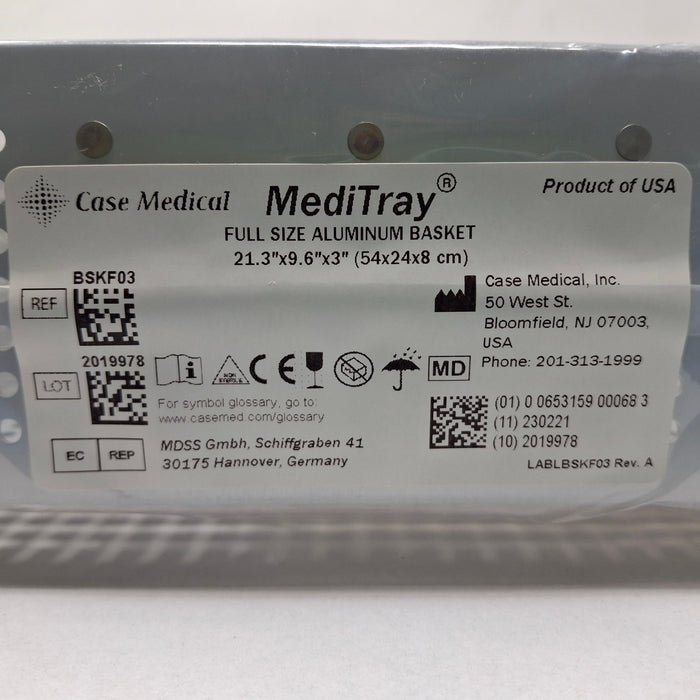 Case Medical
MediTray®
Product of USA
FULL SIZE ALUMINUM BASKET
21.3"x9.6"x3" (54x24x8 cm)
BSKF03
REF
Case Medical, Inc.
50 West St.
Bloomfield, NJ 07003,
USA
Phone: 201-313-1999
2019978
LOT
i
CE
MD
For symbol glossary, go to:
www.casemed.com/glossary
(01) 0 0653159 00068 3
(11) 230221
(10) 2019978
EC REP
MDSS Gmbh, Schiffgraben 41
30175 Hannover, Germany
LABLBSKF03 Rev. A